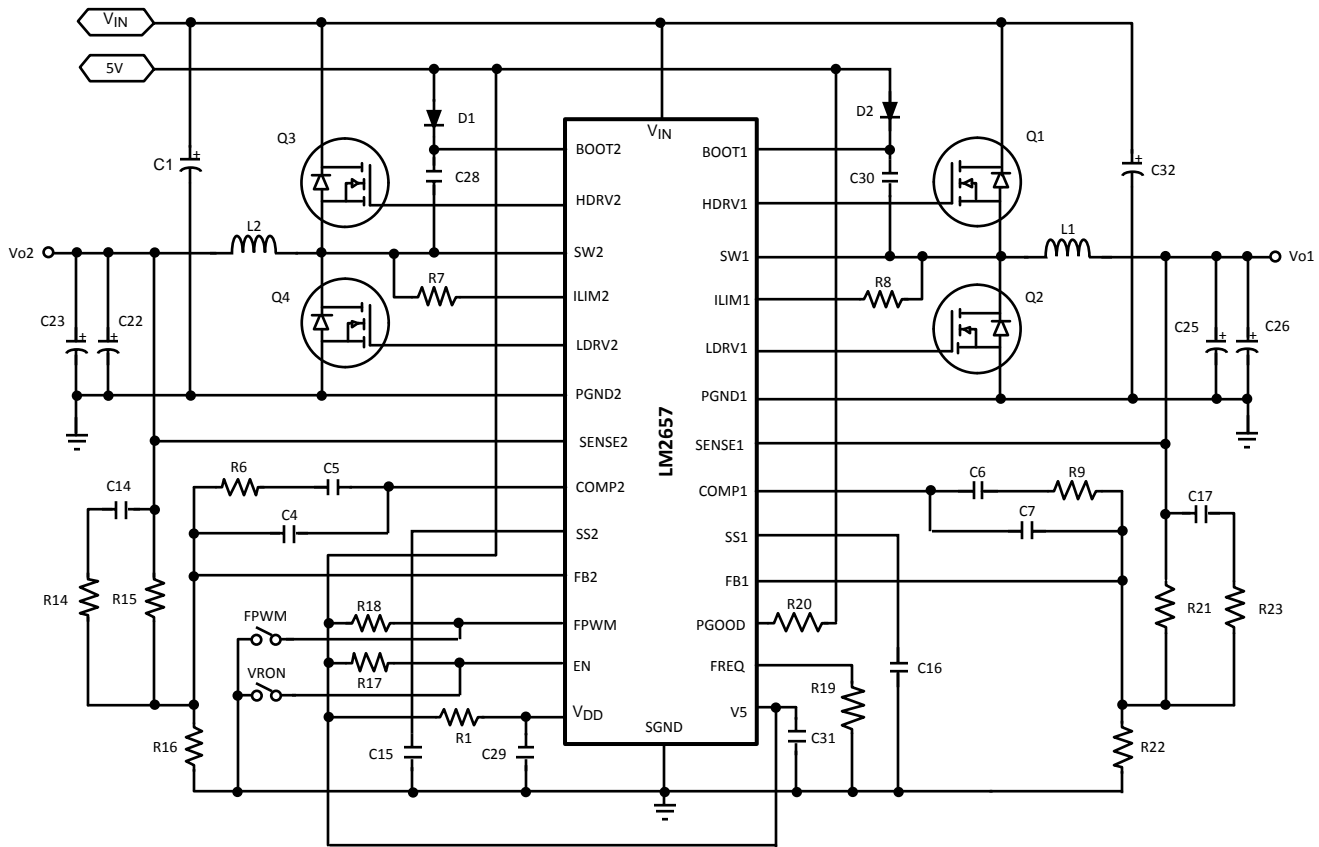 VIN
5V
Q3
C1
D1
C28
L2
Vo2
R7
Q4
C23
C22
D2
C30
Q1
C32
L1
Vo1
R8
Q2
C25
C26
VIN
BOOT2
HDRV2
SW2
ILIM2
LDRV2
PGND2
SENSE2
COMP2
SS2
FB2
FPWM
EN
VDD
SGND
LM2657
BOOT1
HDRV1
SW1
ILIM1
LDRV1
PGND1
SENSE1
COMP1
SS1
FB1
PGOOD
FREQ
V5
R6
C5
C14
C4
R14
R15
R18
FPWM
VRON
R17
R16
R1
C15
C29
C6
R9
C7
C17
R20
R21
R23
C16
R19
C31
R22
+
+
+
+
+
+